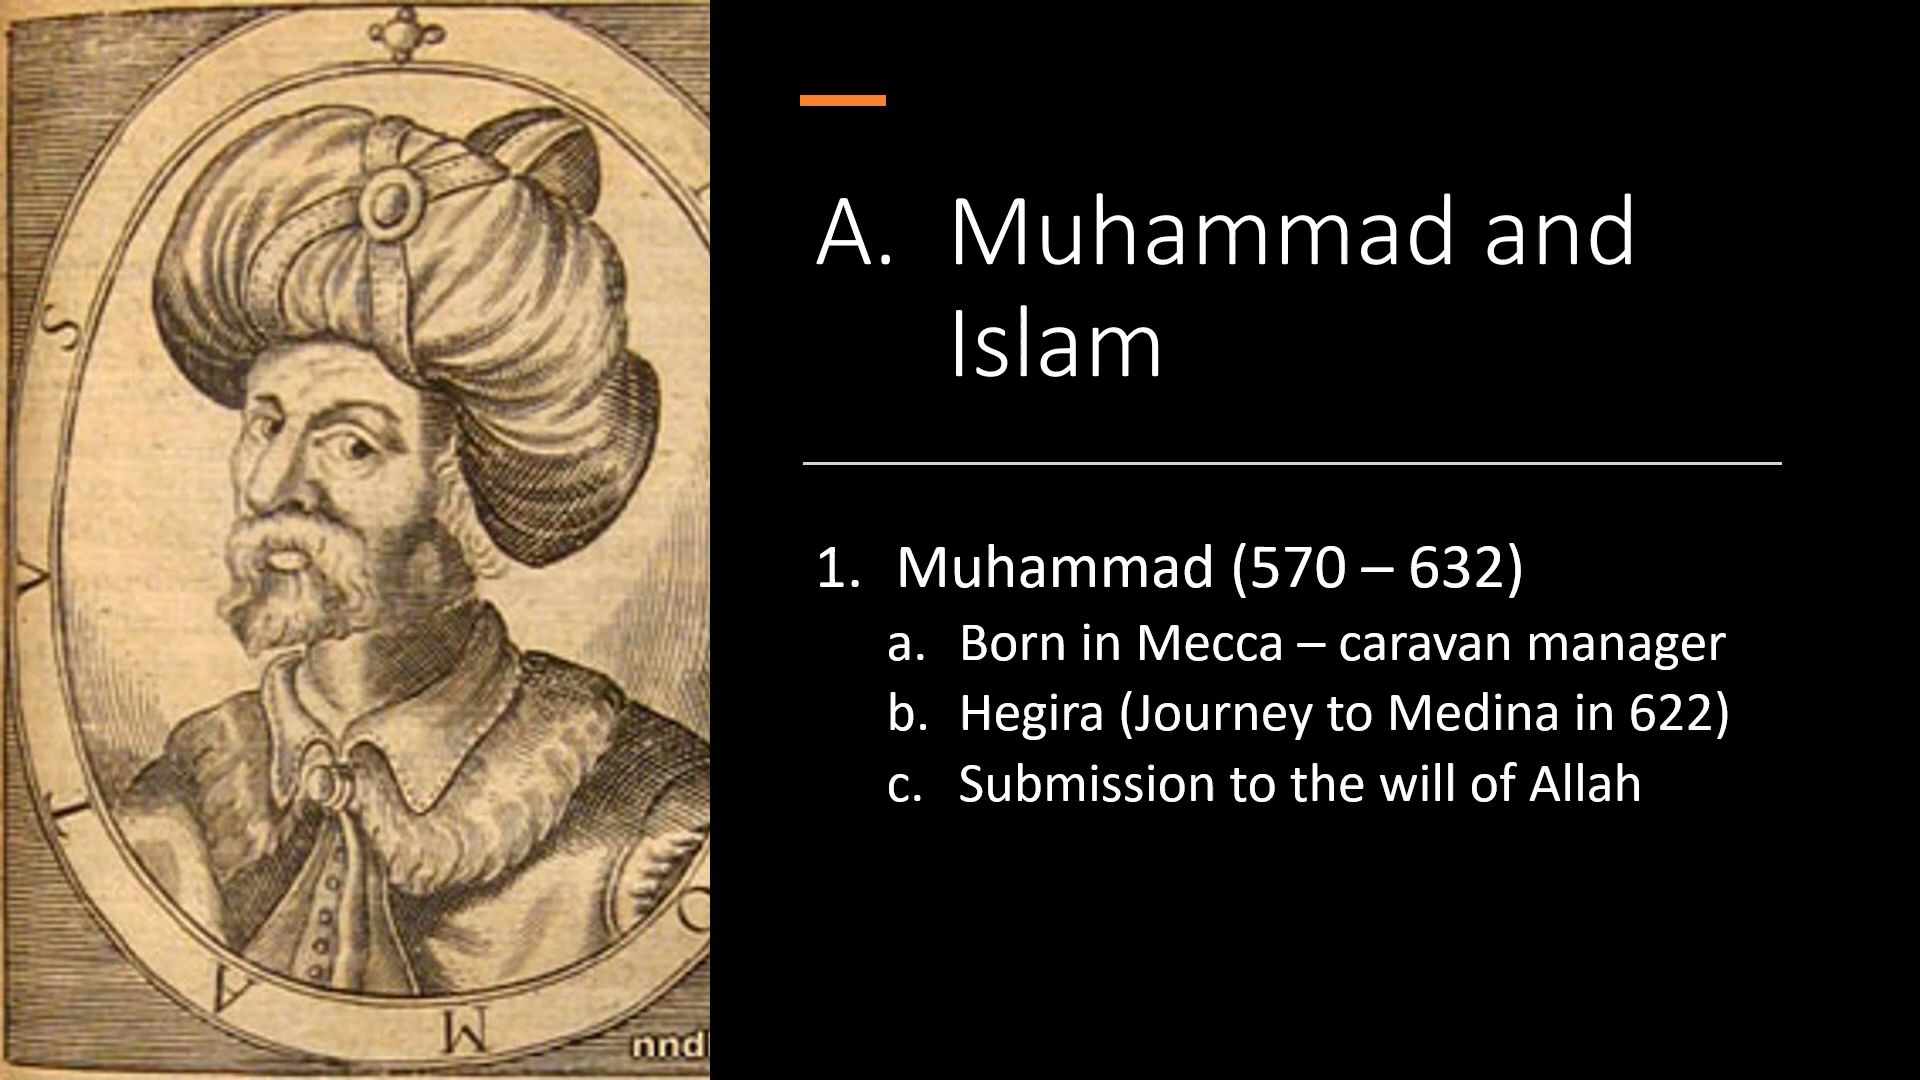 A. Muhammad and
Islam
1. Muhammad (570 – 632)
a. Born in Mecca – caravan manager
b. Hegira (Journey to Medina in 622)
c. Submission to the will of Allah
S
V
I
A
M
O
nnd